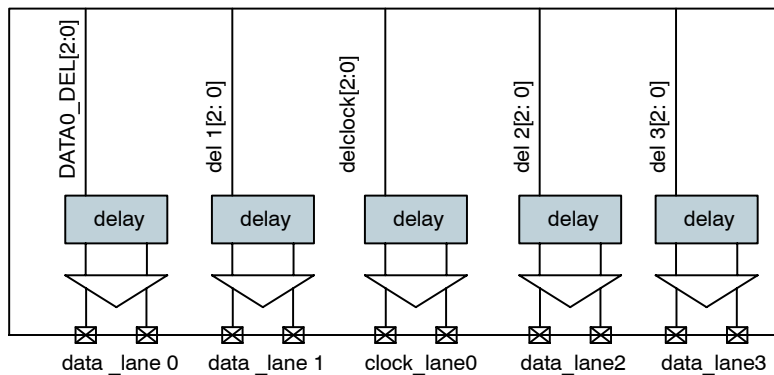 DATA0_DEL[2:0]
del 1[2: 0]
delclock[2:0]
del 2[2: 0]
del 3[2: 0]
delay
delay
delay
delay
delay
data _lane 0
data _lane 1
clock_lane0
data_lane2
data_lane3